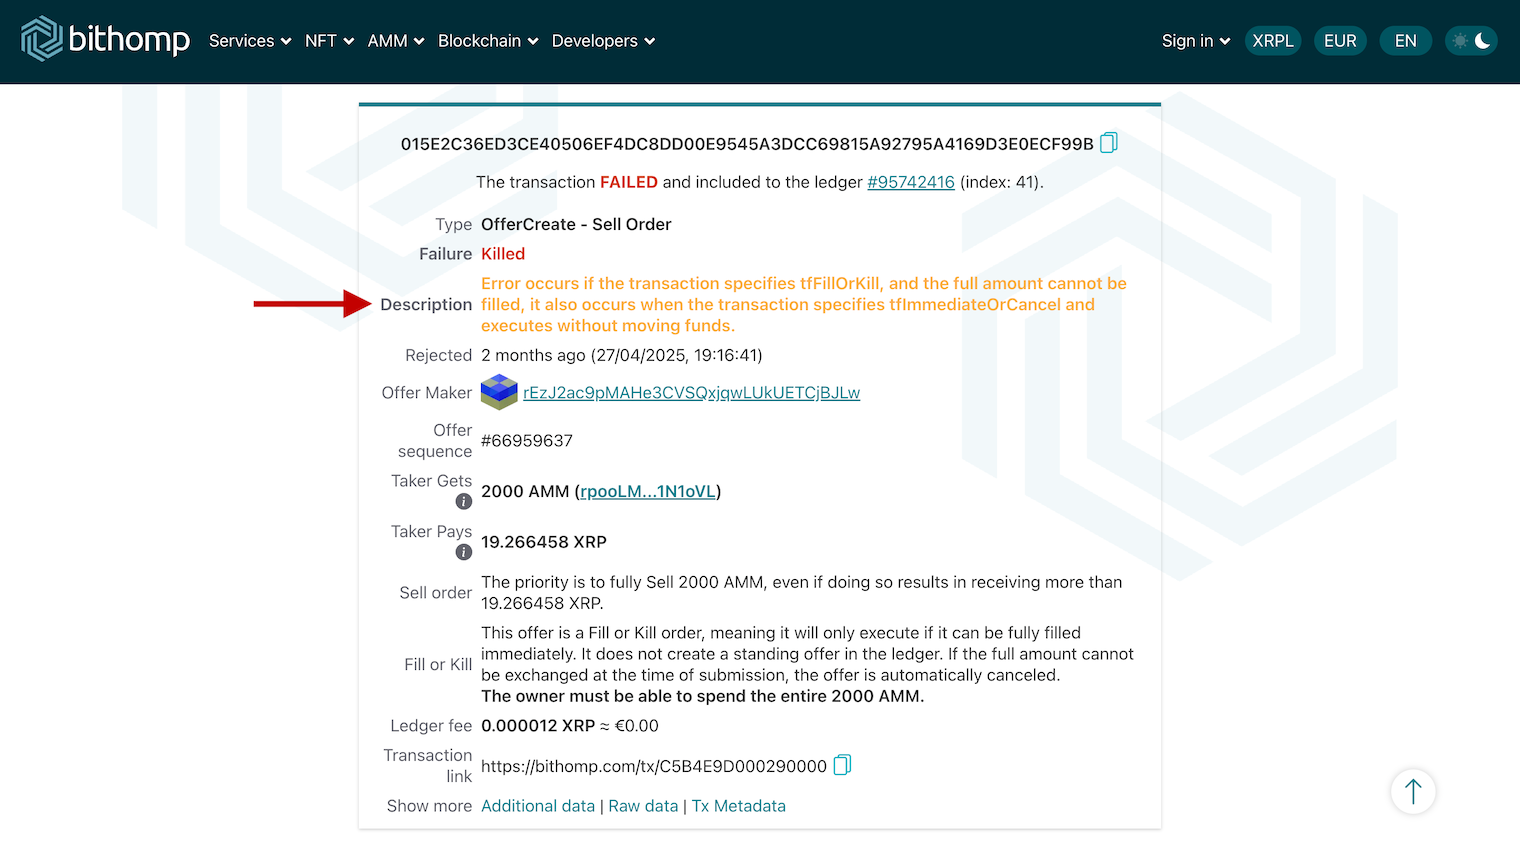 bithomp Services NFT AMM Blockchain Developers Sign in XRPL EUR EN
015E2C36ED3CE40506EF4DC8DD00E9545A3DCC69815A92795A4169D3E0ECF99B
The transaction FAILED and included to the ledger #95742416 (index: 41).
Type OfferCreate - Sell Order
Failure Killed
Description Error occurs if the transaction specifies tfFillOrKill, and the full amount cannot be
filled, it also occurs when the transaction specifies tfImmediateOrCancel and
executes without moving funds.
Rejected 2 months ago (27/04/2025, 19:16:41)
Offer Maker rEzJ2ac9pMAHe3CVSQxjqwLUkUETCjBJLw
Offer
sequence #66959637
Taker Gets
2000 AMM (rpooLM...1N1oVL)
Taker Pays
19.266458 XRP
Sell order The priority is to fully Sell 2000 AMM, even if doing so results in receiving more than
19.266458 XRP.
Fill or Kill This offer is a Fill or Kill order, meaning it will only execute if it can be fully filled
immediately. It does not create a standing offer in the ledger. If the full amount cannot
be exchanged at the time of submission, the offer is automatically canceled.
The owner must be able to spend the entire 2000 AMM.
Ledger fee 0.000012 XRP ≈ €0.00
Transaction
link https://bithomp.com/tx/C5B4E9D000290000
Show more Additional data | Raw data | Tx Metadata